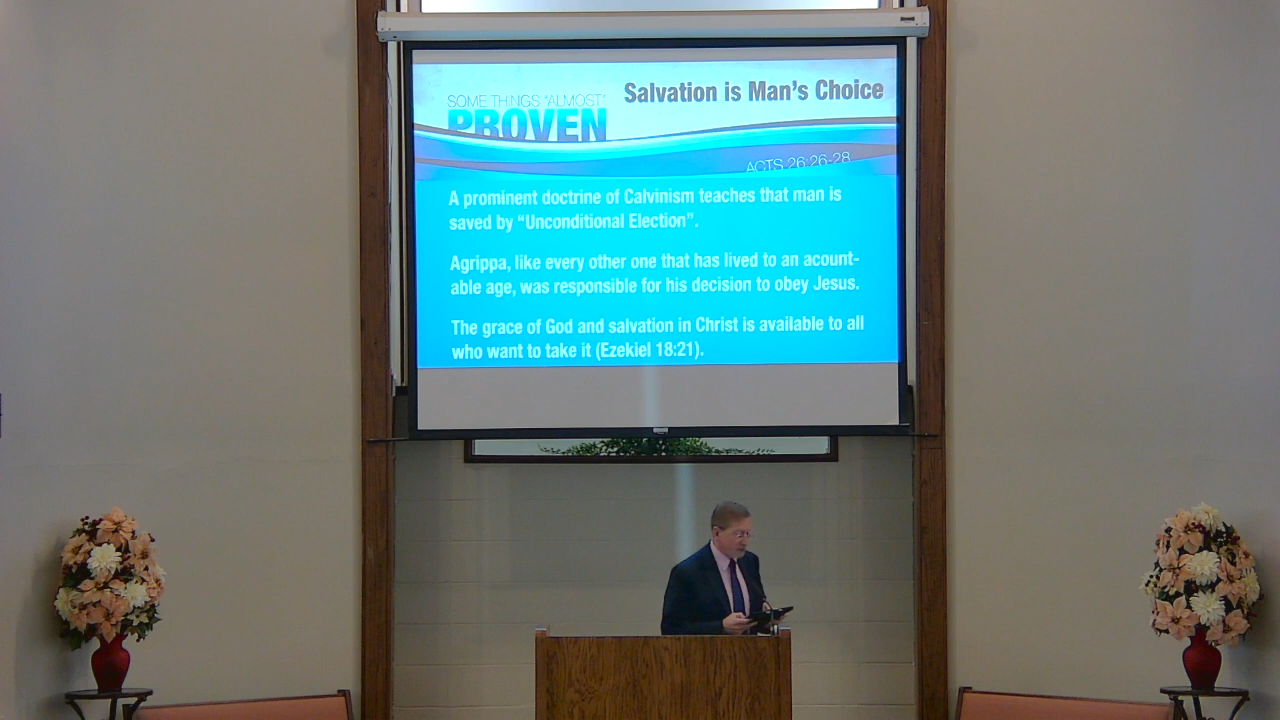 Salvation is Man's Choice
SOME THINGS "ALMOST"
PROVEN
ACTS 26:26-28
A prominent doctrine of Calvinism teaches that man is
saved by “Unconditional Election”.
Agrippa, like every other one that has lived to an acount-
able age, was responsible for his decision to obey Jesus.
The grace of God and salvation in Christ is available to all
who want to take it (Ezekiel 18:21).